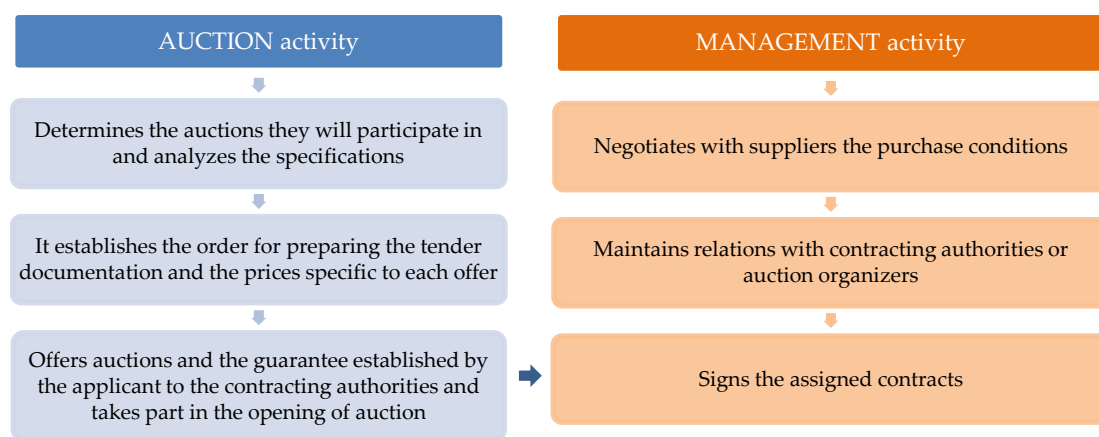 AUCTION activity
Determines the auctions they will participate in
and analyzes the specifications
It establishes the order for preparing the tender
documentation and the prices specific to each offer
Offers auctions and the guarantee established by
the applicant to the contracting authorities and
takes part in the opening of auction
MANAGEMENT activity
Negotiates with suppliers the purchase conditions
Maintains relations with contracting authorities or
auction organizers
Signs the assigned contracts